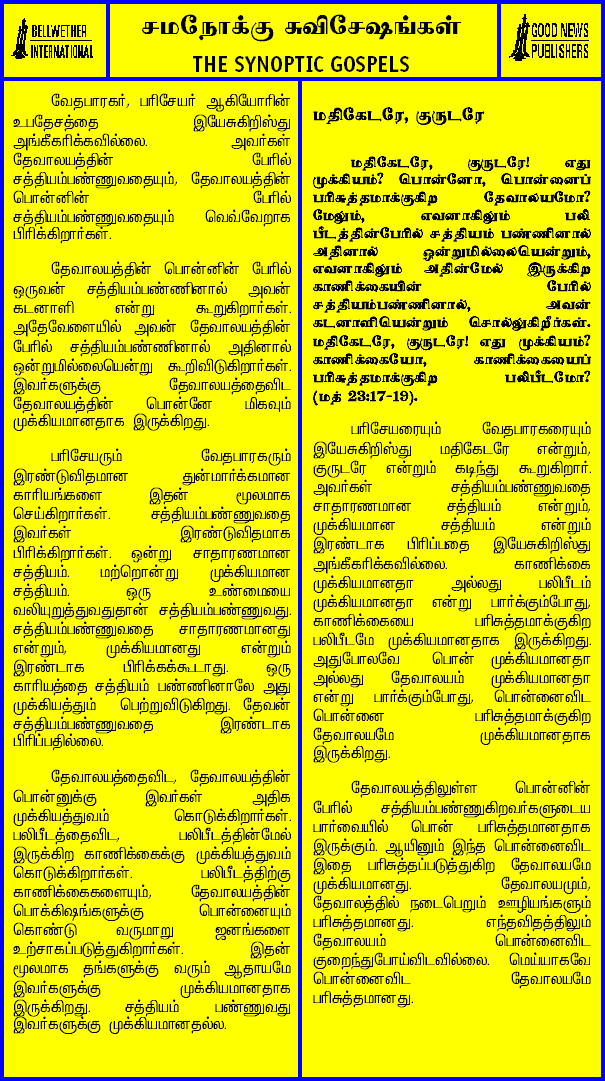 BELLWETHER
INTERNATIONAL
சமநோக்கு சுவிசேஷங்கள்
THE SYNOPTIC GOSPELS
GOOD NEWS
PUBLISHERS
வேதபாரகர், பரிசேயர் ஆகியோரின்
உபதேசத்தை இயேசுகிறிஸ்து
அங்கீகரிக்கவில்லை. அவர்கள்
தேவாலயத்தின் பேரில்
சத்தியம்பண்ணுவதையும், தேவாலயத்தின்
பொன்னின் பேரில்
சத்தியம்பண்ணுவதையும் வெவ்வேறாக
பிரிக்கிறார்கள்.
தேவாலயத்தின் பொன்னின் பேரில்
ஒருவன் சத்தியம்பண்ணினால் அவன்
கடனாளி என்று கூறுகிறார்கள்.
அதேவேளையில் அவன் தேவாலயத்தின்
பேரில் சத்தியம்பண்ணினால் அதினால்
ஒன்றுமில்லையென்று கூறிவிடுகிறார்கள்.
இவர்களுக்கு தேவாலயத்தைவிட
தேவாலயத்தின் பொன்னே மிகவும்
முக்கியமானதாக இருக்கிறது.
பரிசேயரும் வேதபாரகரும்
இரண்டுவிதமான துன்மார்க்கமான
காரியங்களை இதன் மூலமாக
செய்கிறார்கள். சத்தியம்பண்ணுவதை
இவர்கள் இரண்டுவிதமாக
பிரிக்கிறார்கள். ஒன்று சாதாரணமான
சத்தியம். மற்றொன்று முக்கியமான
சத்தியம். ஒரு உண்மையை
வலியுறுத்துவதுதான் சத்தியம்பண்ணுவது.
சத்தியம்பண்ணுவதை சாதாரணமானது
என்றும், முக்கியமானது என்றும்
இரண்டாக பிரிக்கக்கூடாது. ஒரு
காரியத்தை சத்தியம் பண்ணினாலே அது
முக்கியத்தும் பெற்றுவிடுகிறது. தேவன்
சத்தியம்பண்ணுவதை இரண்டாக
பிரிப்பதில்லை.
தேவாலயத்தைவிட, தேவாலயத்தின்
பொன்னுக்கு இவர்கள் அதிக
முக்கியத்துவம் கொடுக்கிறார்கள்.
பலிபீடத்தைவிட, பலிபீடத்தின்மேல்
இருக்கிற காணிக்கைக்கு முக்கியத்துவம்
கொடுக்கிறார்கள். பலிபீடத்திற்கு
காணிக்கைகளையும், தேவாலயத்தின்
பொக்கிஷங்களுக்கு பொன்னையும்
கொண்டு வருமாறு ஜனங்களை
உற்சாகப்படுத்துகிறார்கள். இதன்
மூலமாக தங்களுக்கு வரும் ஆதாயமே
இவர்களுக்கு முக்கியமானதாக
இருக்கிறது. சத்தியம் பண்ணுவது
இவர்களுக்கு முக்கியமானதல்ல.
மதிகேடரே, குருடரே
மதிகேடரே, குருடரே! எது
முக்கியம்? பொன்னோ, பொன்னைப்
பரிசுத்தமாக்குகிற தேவாலயமோ?
மேலும், எவனாகிலும் பலி
பீடத்தின்பேரில் சத்தியம் பண்ணினால்
அதினால் ஒன்றுமில்லையென்றும்,
எவனாகிலும் அதின்மேல் இருக்கிற
காணிக்கையின் பேரில்
சத்தியம்பண்ணினால், அவன்
கடனாளியென்றும் சொல்லுகிறீர்கள்.
மதிகேடரே, குருடரே! எது முக்கியம்?
காணிக்கையோ, காணிக்கையைப்
பரிசுத்தமாக்குகிற பலிபீடமோ?
(மத் 23:17-19).
பரிசேயரையும் வேதபாரகரையும்
இயேசுகிறிஸ்து மதிகேடரே என்றும்,
குருடரே என்றும் கடிந்து கூறுகிறார்.
அவர்கள் சத்தியம்பண்ணுவதை
சாதாரணமான சத்தியம் என்றும்,
முக்கியமான சத்தியம் என்றும்
இரண்டாக பிரிப்பதை இயேசுகிறிஸ்து
அங்கீகரிக்கவில்லை. காணிக்கை
முக்கியமானதா அல்லது பலிபீடம்
முக்கியமானதா என்று பார்க்கும்போது,
காணிக்கையை பரிசுத்தமாக்குகிற
பலிபீடமே முக்கியமானதாக இருக்கிறது.
அதுபோலவே பொன் முக்கியமானதா
அல்லது தேவாலயம் முக்கியமானதா
என்று பார்க்கும்போது, பொன்னைவிட
பொன்னை பரிசுத்தமாக்குகிற
தேவாலயமே முக்கியமானதாக
இருக்கிறது.
தேவாலயத்திலுள்ள பொன்னின்
பேரில் சத்தியம்பண்ணுகிறவர்களுடைய
பார்வையில் பொன் பரிசுத்தமானதாக
இருக்கும். ஆயினும் இந்த பொன்னைவிட
இதை பரிசுத்தப்படுத்துகிற தேவாலயமே
முக்கியமானது. தேவாலயமும்,
தேவாலத்தில் நடைபெறும் ஊழியங்களும்
பரிசுத்தமானது. எந்தவிதத்திலும்
தேவாலயம் பொன்னைவிட
குறைந்துபோய்விடவில்லை. மெய்யாகவே
பொன்னைவிட தேவாலயமே
பரிசுத்தமானது.